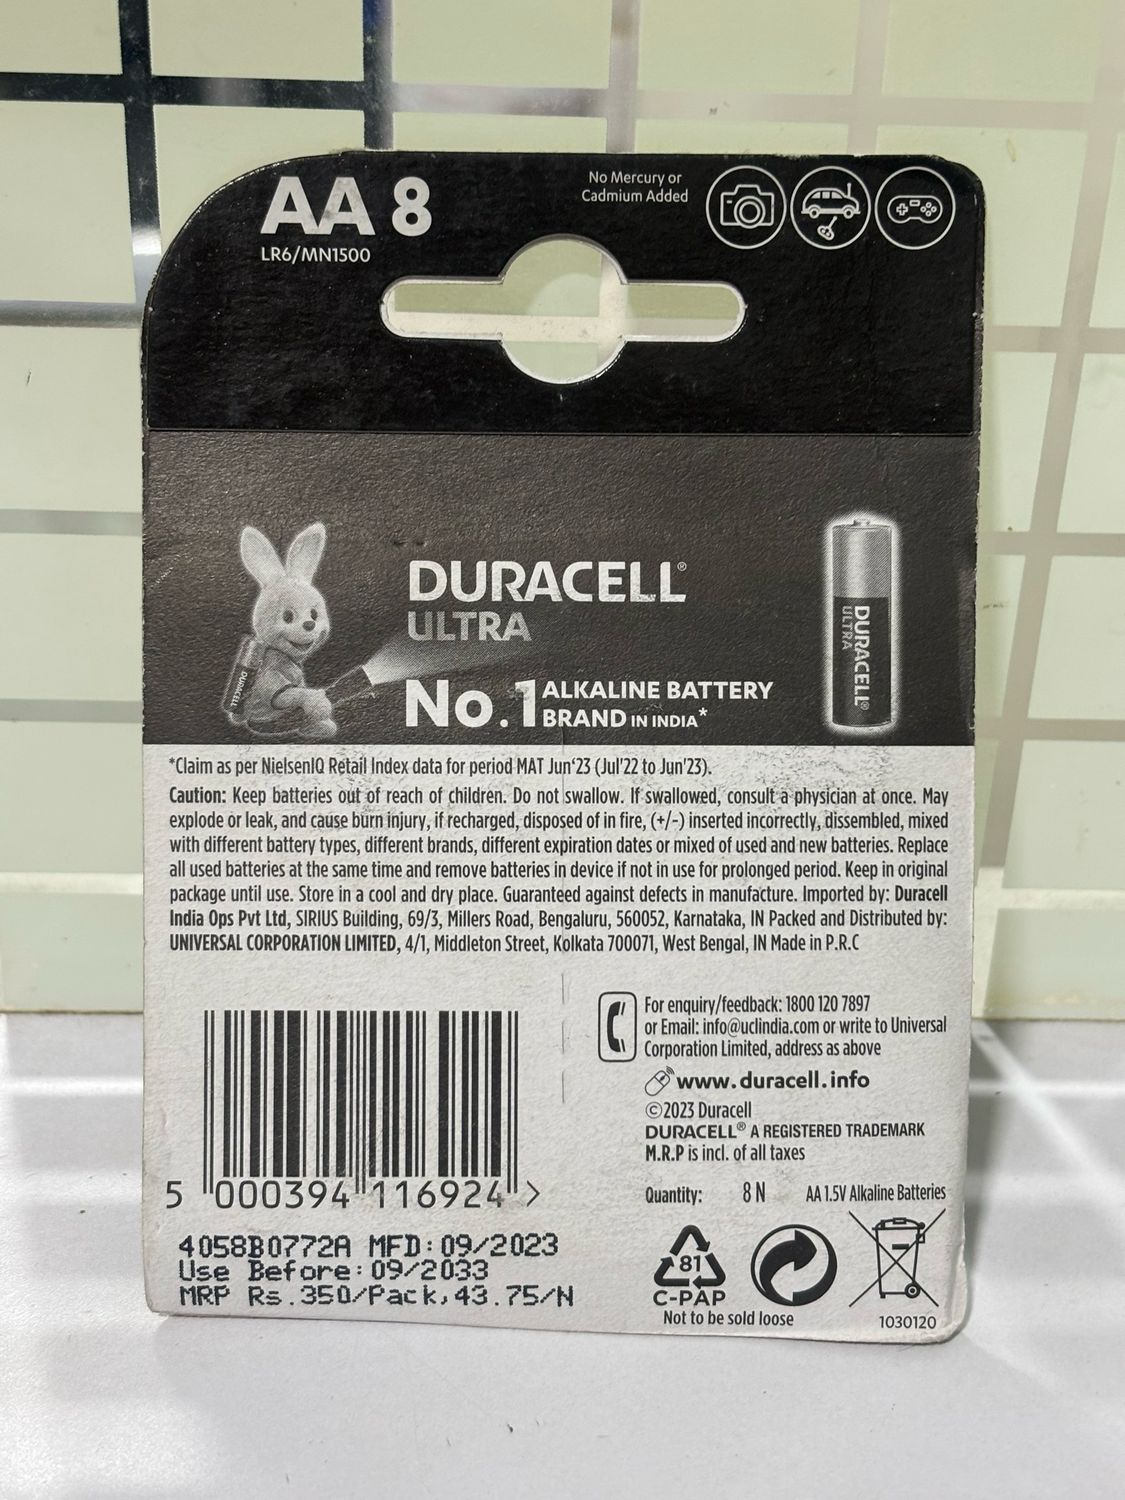 AA 8
LR6/MN1500
No Mercury or
Cadmium Added
DURACELL®
ULTRA
No.1 ALKALINE BATTERY
BRAND IN INDIA*
DURACELL
DURACELL®
ULTRA
*Claim as per NielsenIQ Retail Index data for period MAT Jun'23 (Jul'22 to Jun'23).
Caution: Keep batteries out of reach of children. Do not swallow. If swallowed, consult a physician at once. May
explode or leak, and cause burn injury, if recharged, disposed of in fire, (+/-) inserted incorrectly, dissembled, mixed
with different battery types, different brands, different expiration dates or mixed of used and new batteries. Replace
all used batteries at the same time and remove batteries in device if not in use for prolonged period. Keep in original
package until use. Store in a cool and dry place. Guaranteed against defects in manufacture. Imported by: Duracell
India Ops Pvt Ltd, SIRIUS Building, 69/3, Millers Road, Bengaluru, 560052, Karnataka, IN Packed and Distributed by:
UNIVERSAL CORPORATION LIMITED, 4/1, Middleton Street, Kolkata 700071, West Bengal, IN Made in P.R.C
For enquiry/feedback: 1800 120 7897
or Email: info@uclindia.com or write to Universal
Corporation Limited, address as above
www.duracell.info
©2023 Duracell
DURACELL® A REGISTERED TRADEMARK
M.R.P is incl. of all taxes
Quantity: 8 N AA 1.5V Alkaline Batteries
5 000394 116924 >
4058B0772A MFD:09/2023
Use Before:09/2033
MRP Rs.350/Pack,43.75/N
81
C-PAP
Not to be sold loose
1030120